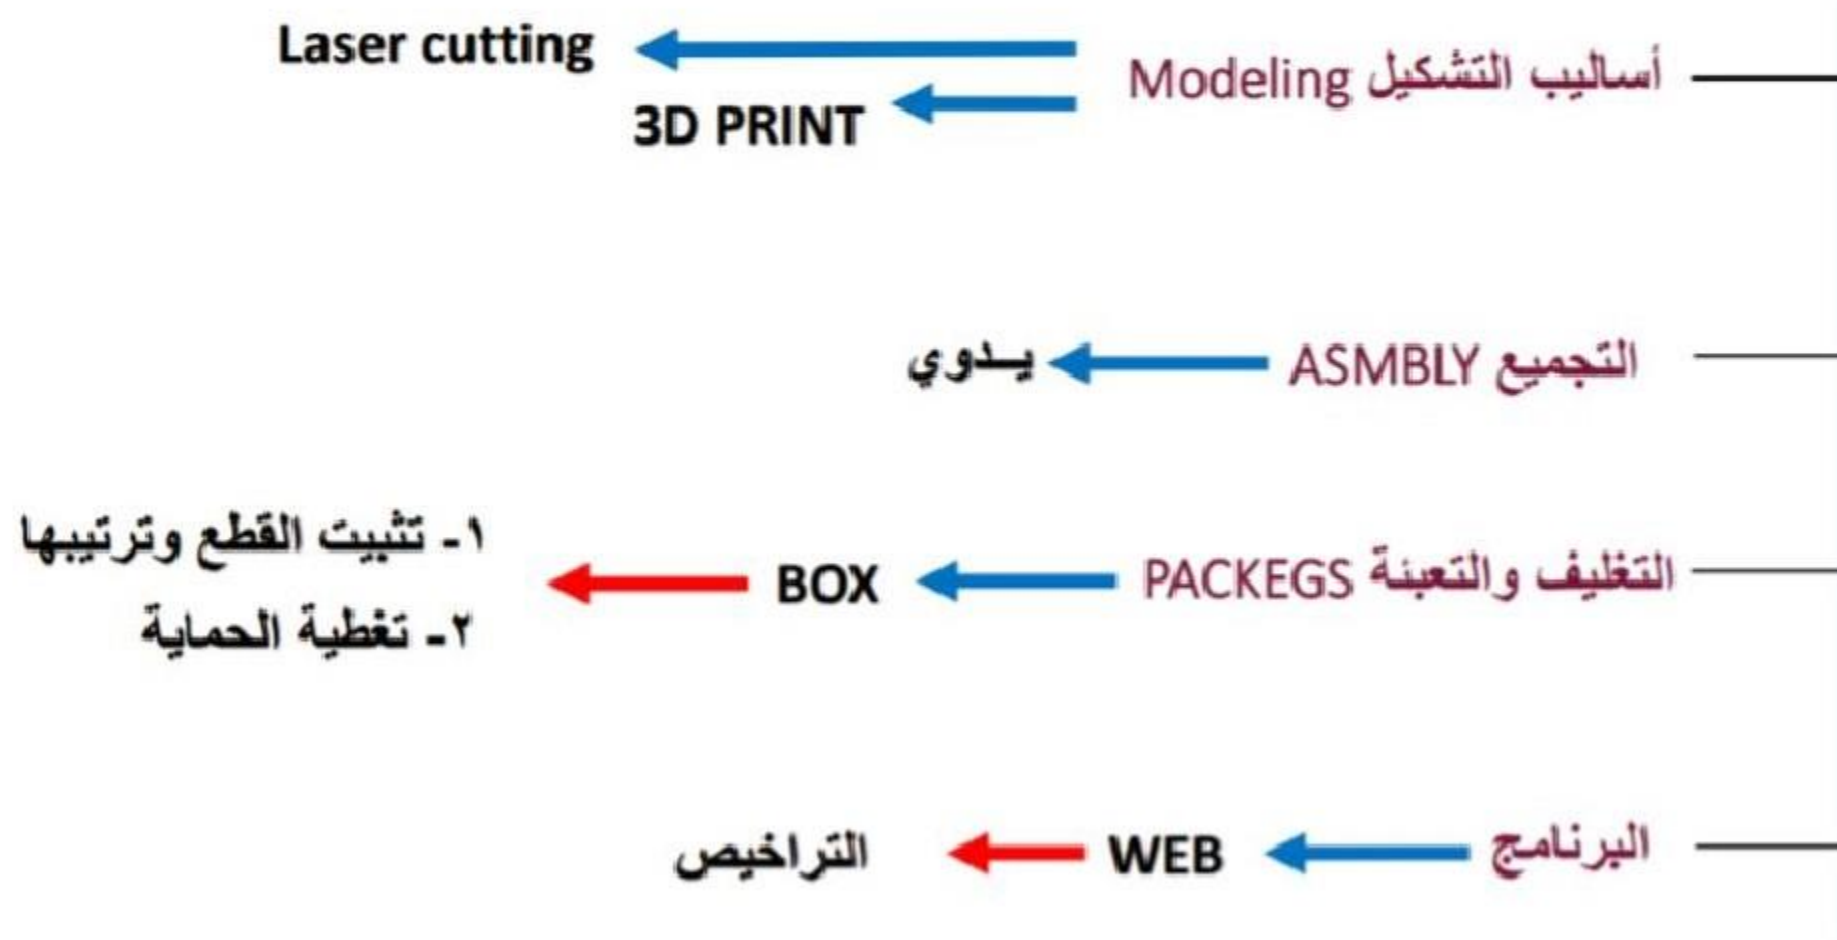 أساليب التشكيل Modeling
Laser cutting
3D PRINT
التجميع ASMBLY
يـدوي
التغليف والتعبئة PACKEGS
BOX
١- تثبيت القطع وترتيبها
٢- تغطية الحماية
البرنامج
WEB
التراخيص